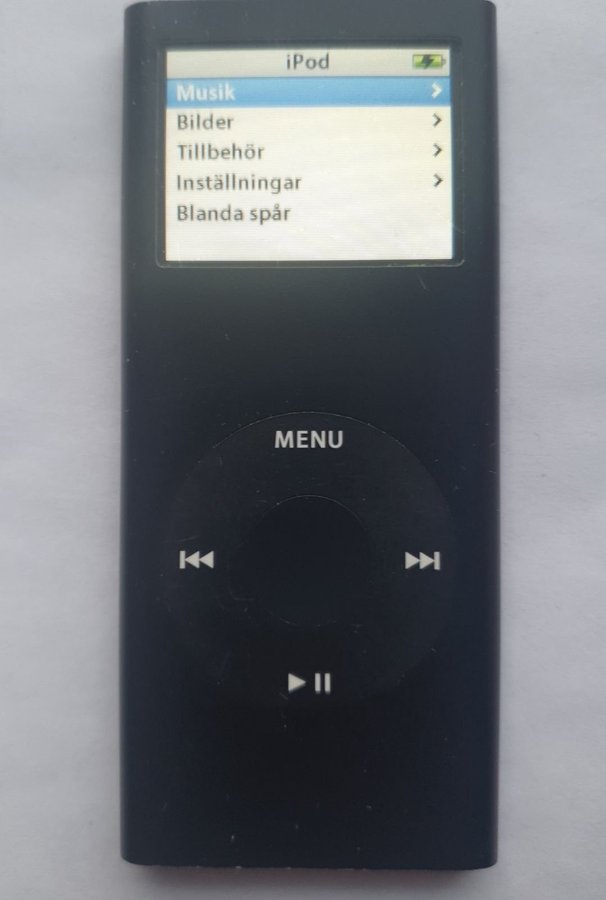 iPod
Musik
Bilder
Tillbehör
Inställningar
Blanda spår
MENU